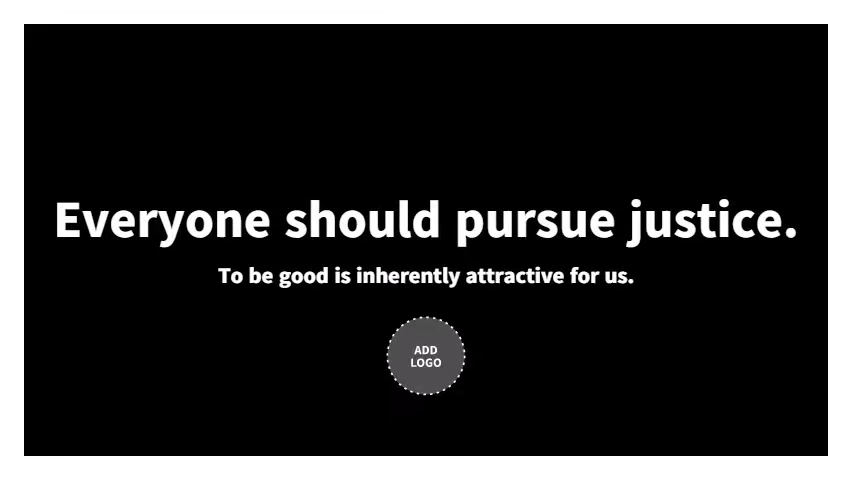 Everyone should pursue justice.
To be good is inherently attractive for us.
ADD
LOGO